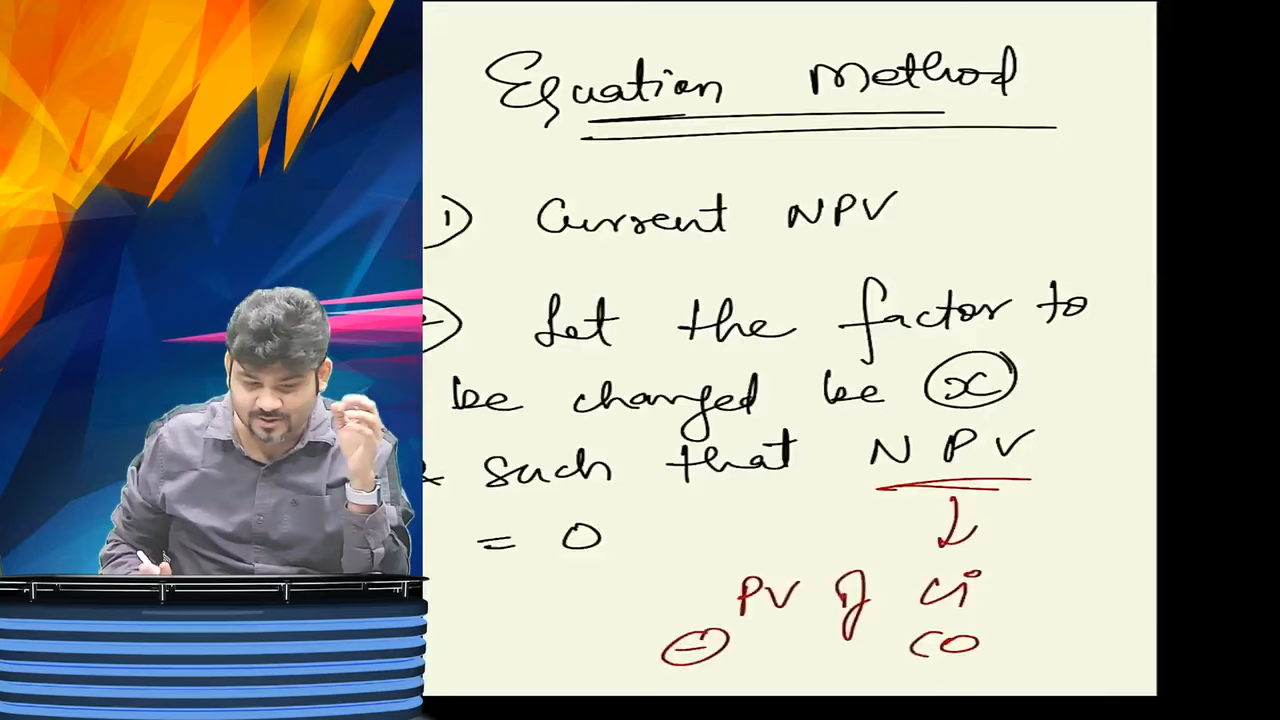 Equation Method
1) Current NPV
2) Let the factor to
be changed be x
& such that NPV
= 0
PV of CI
(-) CO